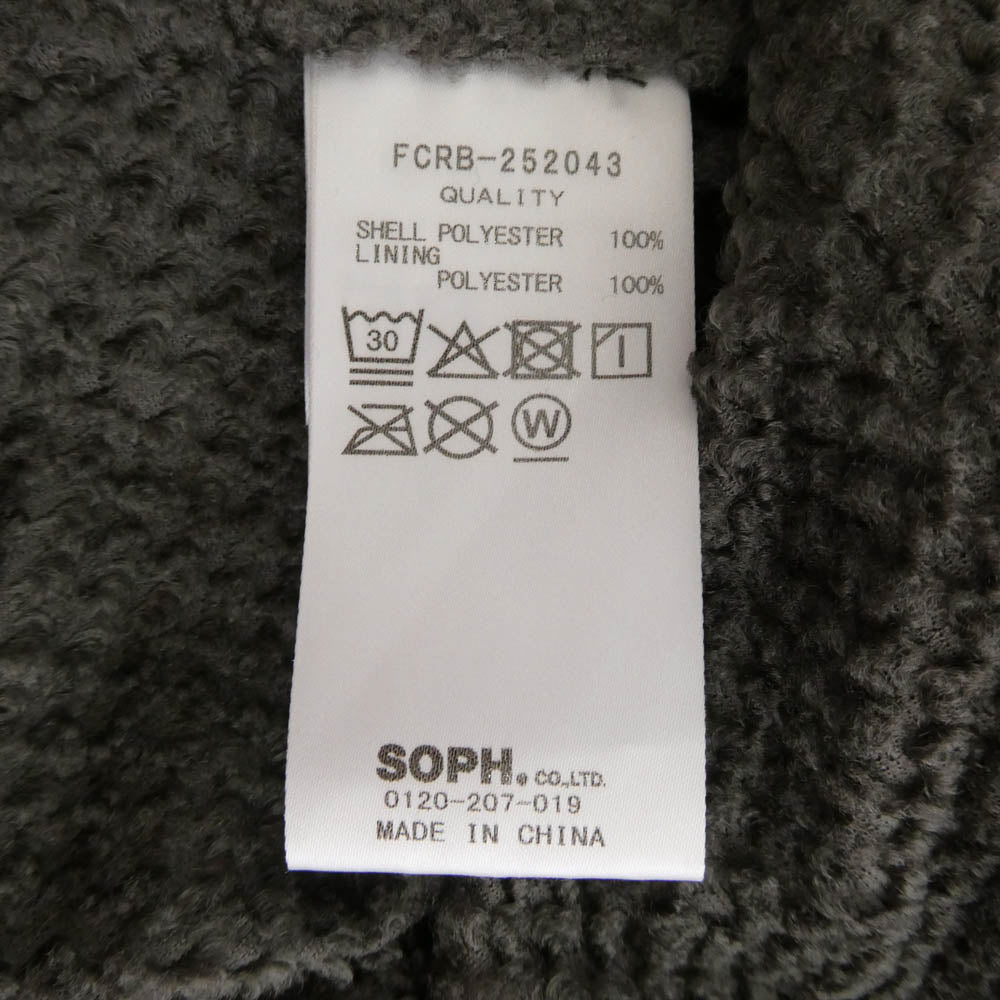 FCRB-252043
QUALITY
SHELL POLYESTER 100%
LINING
POLYESTER 100%
30
W
SOPH. CO.,LTD.
0120-207-019
MADE IN CHINA